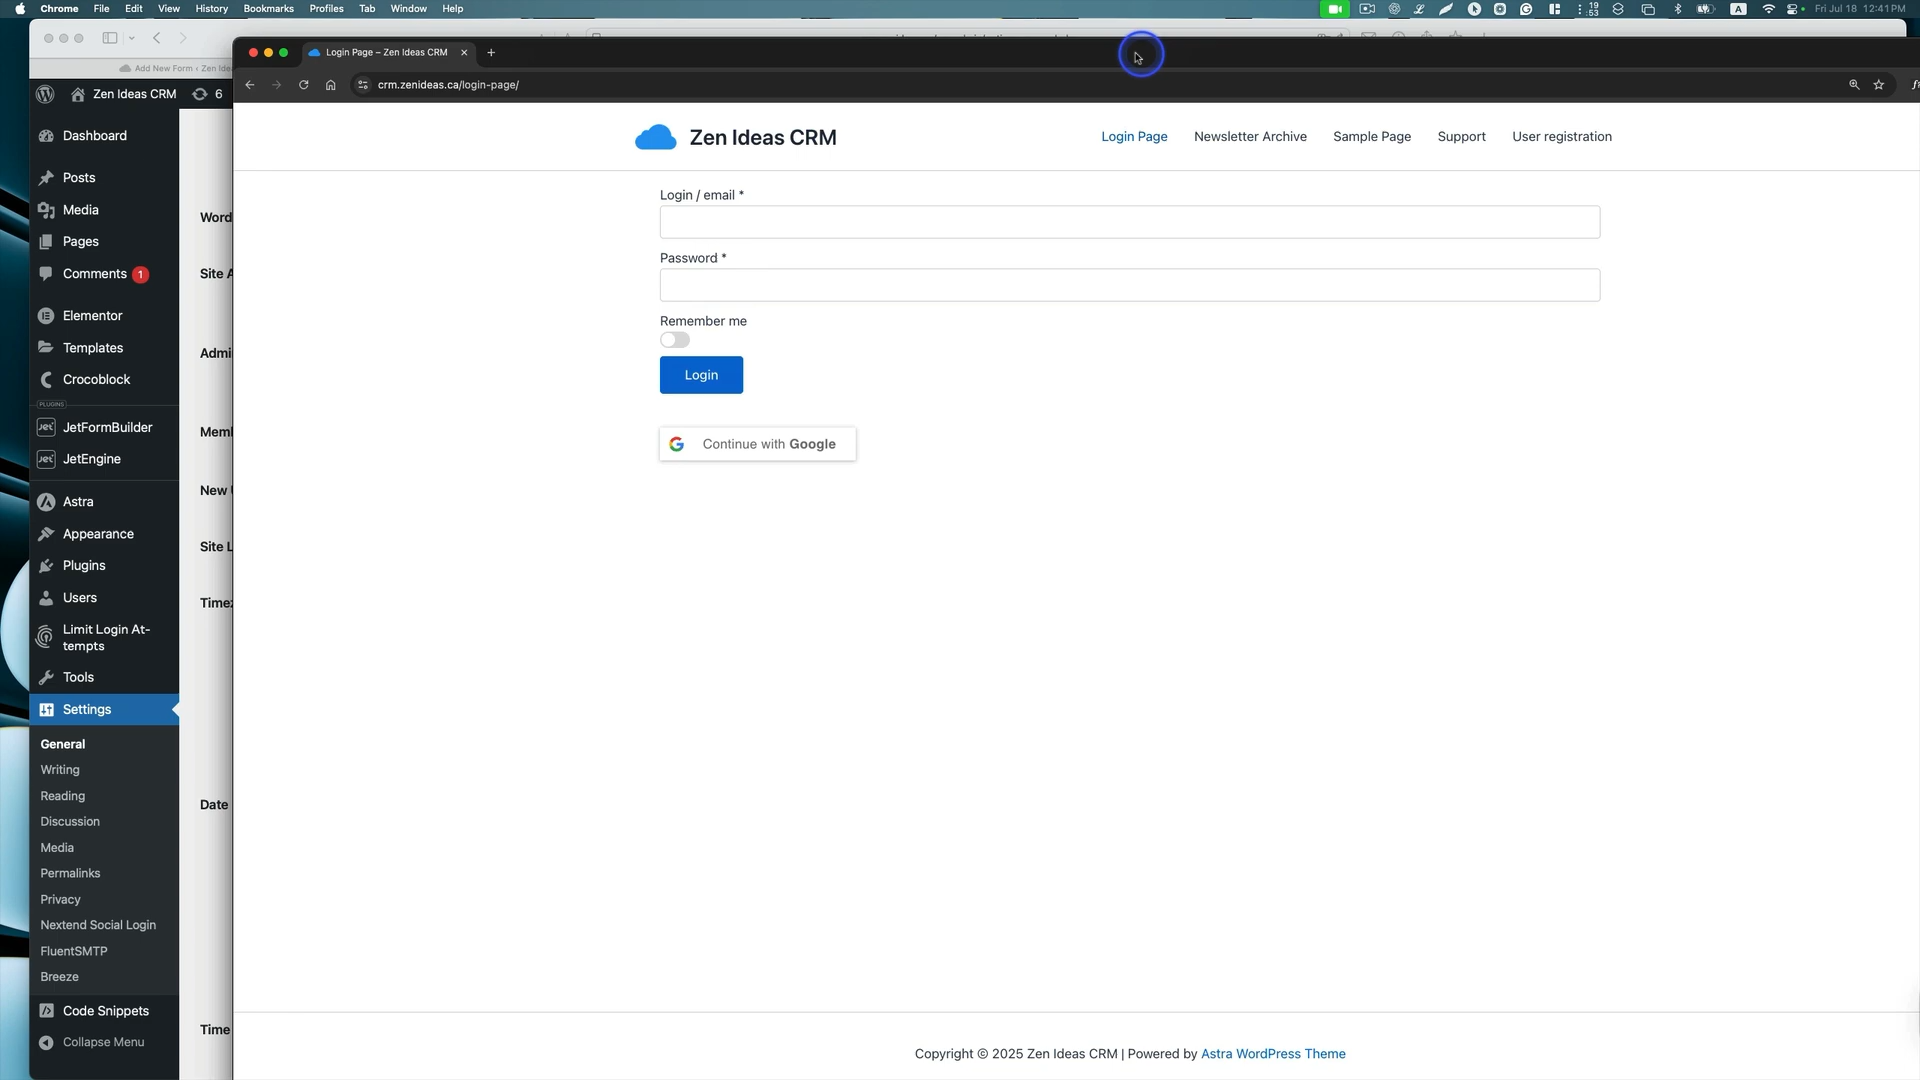 Chrome File Edit View History Bookmarks Profiles Tab Window Help
19
53
A
Fri Jul 18 12:41 PM
Login Page – Zen Ideas CRM
Add New Form ‹ Zen Ide
crm.zenideas.ca/login-page/
Zen Ideas CRM
6
Dashboard
Posts
Media
Pages
Comments 1
Elementor
Templates
Crocoblock
PLUGINS
JetFormBuilder
JetEngine
Astra
Appearance
Plugins
Users
Limit Login At-
tempts
Tools
Settings
General
Writing
Reading
Discussion
Media
Permalinks
Privacy
Nextend Social Login
FluentSMTP
Breeze
Code Snippets
Collapse Menu
Word
Site A
Admi
Meml
New U
Site L
Timez
Date
Time
Zen Ideas CRM
Login Page Newsletter Archive Sample Page Support User registration
Login / email *
Password *
Remember me
Login
Continue with Google
Copyright © 2025 Zen Ideas CRM | Powered by Astra WordPress Theme